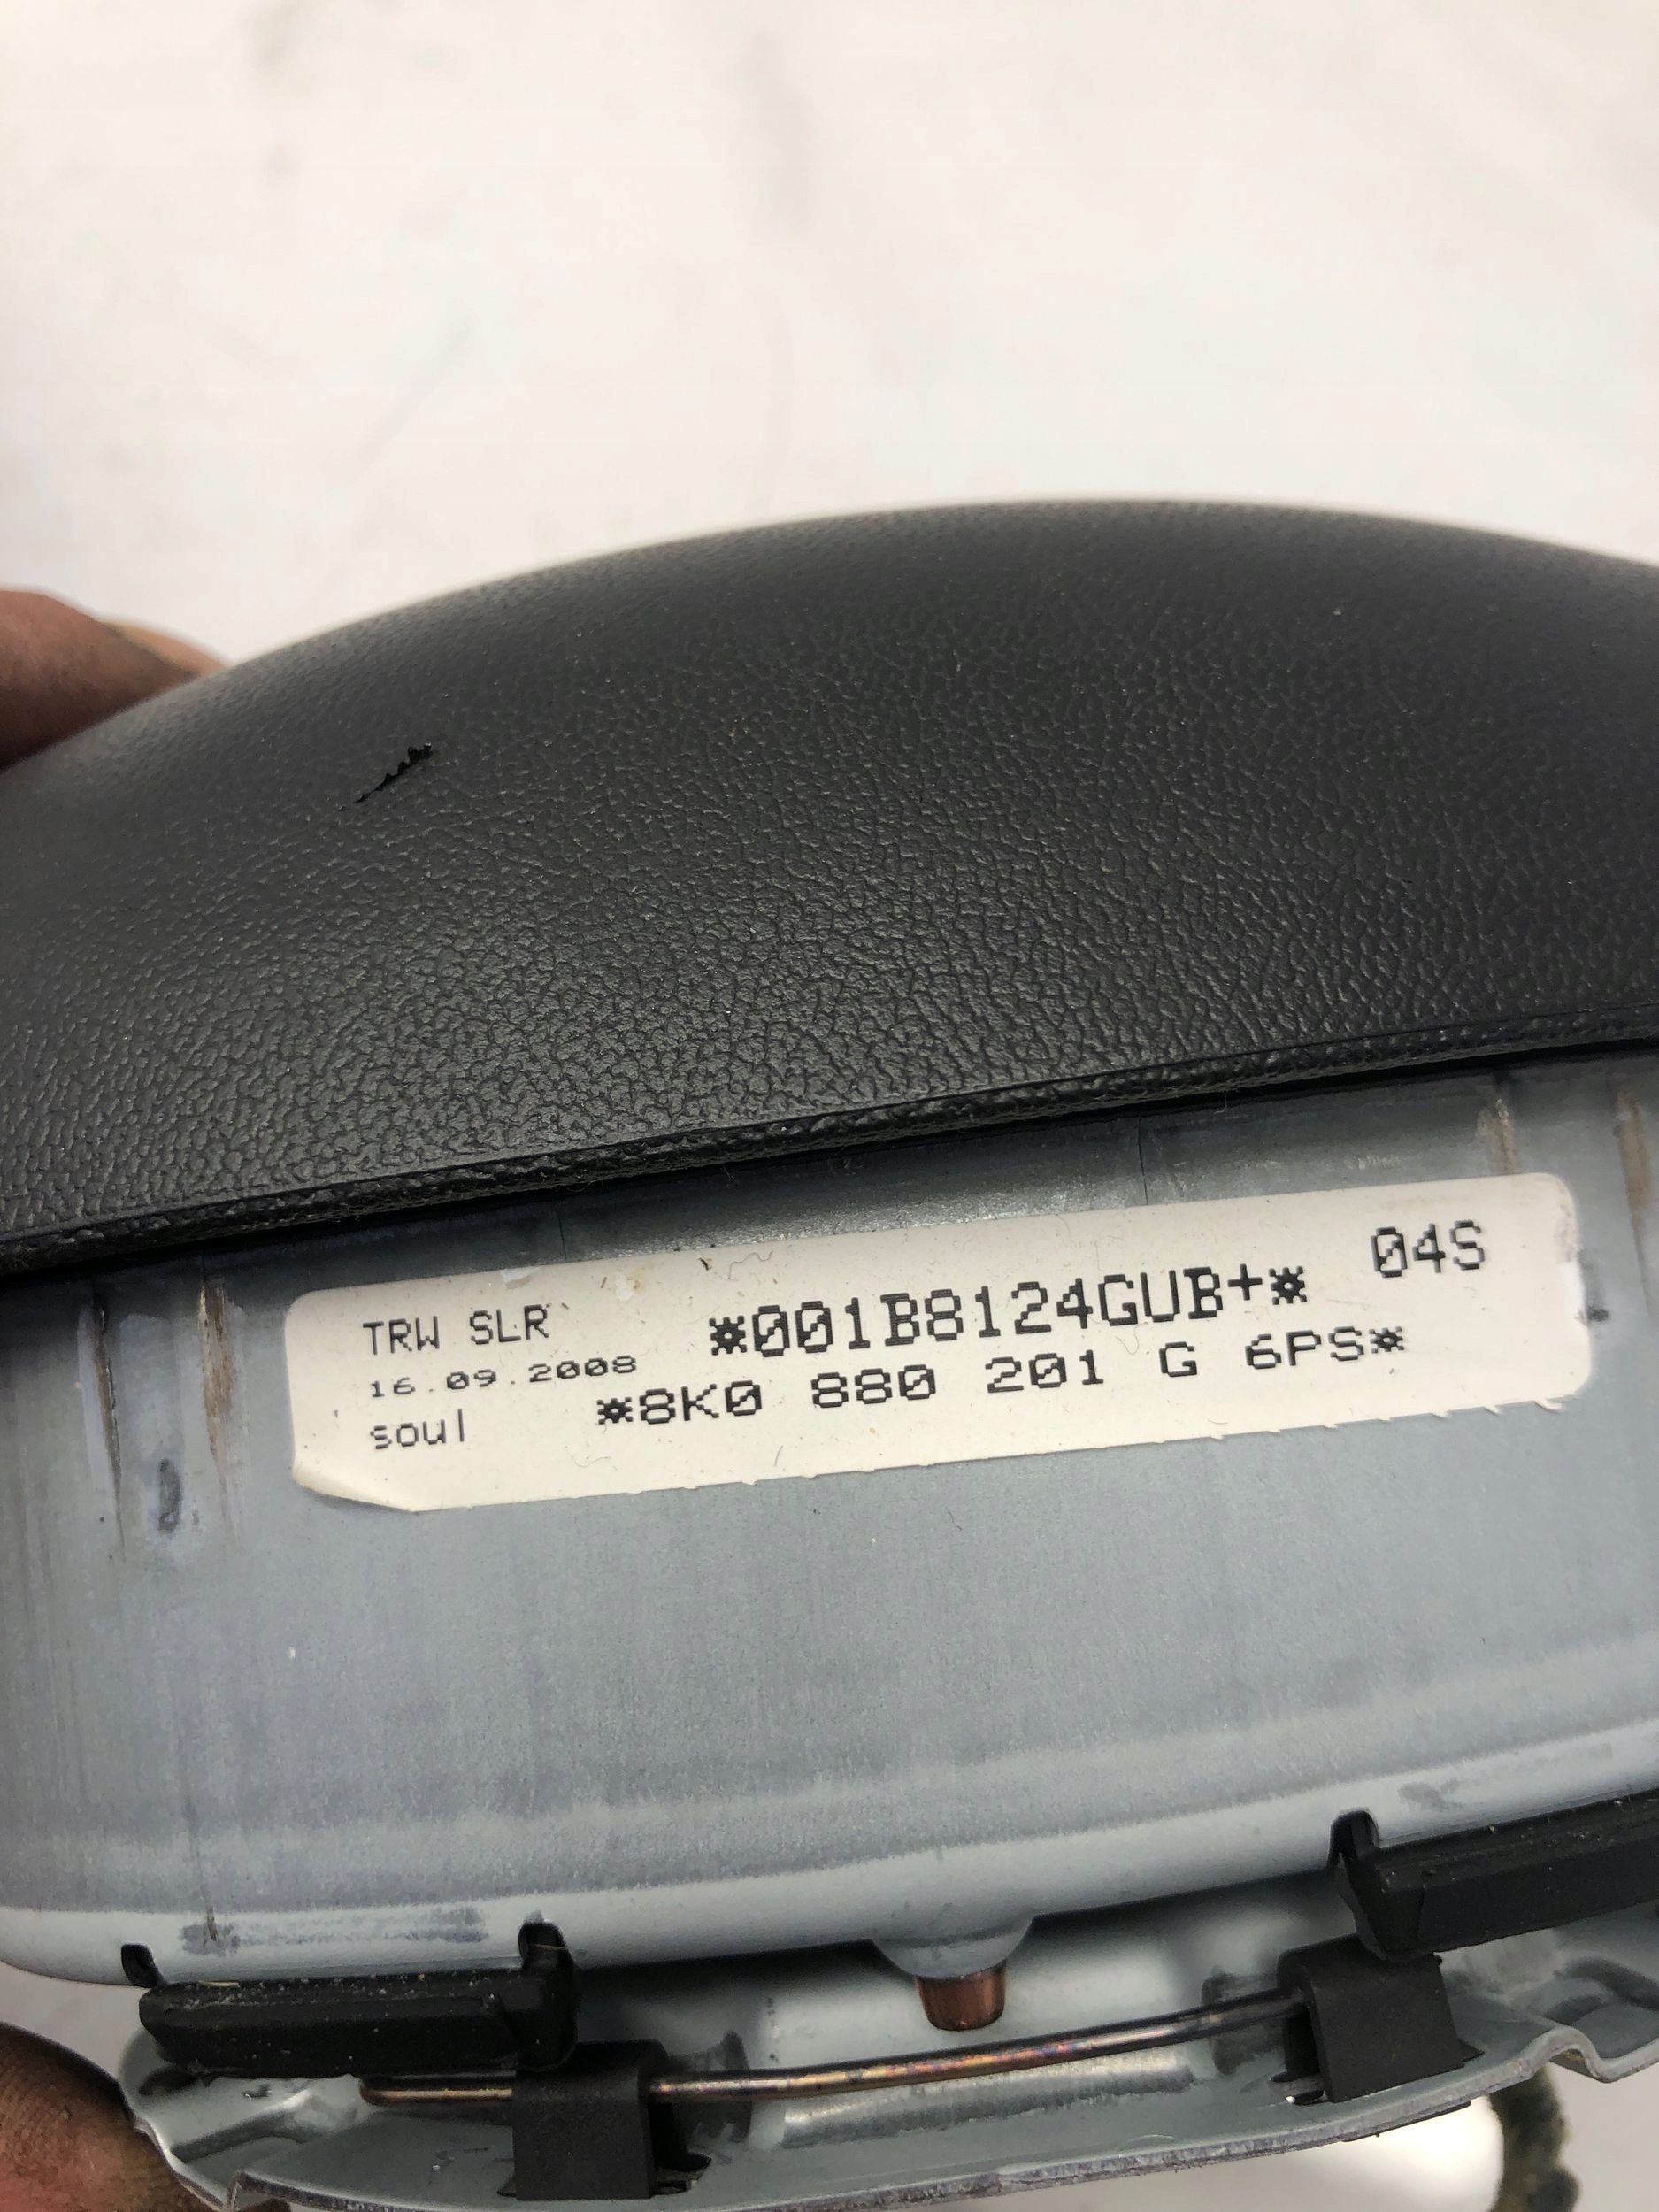 TRW SLR *001B8124GUB+* 04S
16.09.2008 *8K0 880 201 G 6PS*
soul